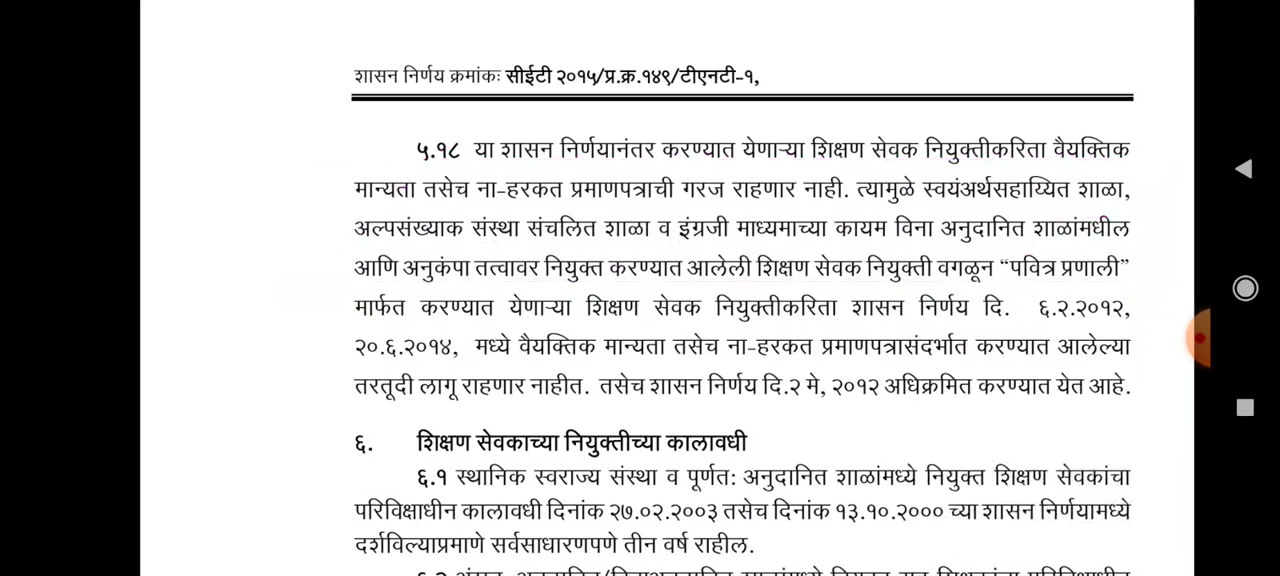 शासन निर्णय क्रमांकः सीईटी २०१५/प्र.क्र.१४९/टीएनटी-१,
५.१८ या शासन निर्णयानंतर करण्यात येणाऱ्या शिक्षण सेवक नियुक्तीकरिता वैयक्तिक
मान्यता तसेच ना-हरकत प्रमाणपत्राची गरज राहणार नाही. त्यामुळे स्वयंअर्थसहाय्यित शाळा,
अल्पसंख्याक संस्था संचलित शाळा व इंग्रजी माध्यमाच्या कायम विना अनुदानित शाळांमधील
आणि अनुकंपा तत्वावर नियुक्त करण्यात आलेली शिक्षण सेवक नियुक्ती वगळून “पवित्र प्रणाली”
मार्फत करण्यात येणाऱ्या शिक्षण सेवक नियुक्तीकरिता शासन निर्णय दि. ६.२.२०१२,
२०.६.२०१४, मध्ये वैयक्तिक मान्यता तसेच ना-हरकत प्रमाणपत्रासंदर्भात करण्यात आलेल्या
तरतूदी लागू राहणार नाहीत. तसेच शासन निर्णय दि.२ मे, २०१२ अधिक्रमित करण्यात येत आहे.
६. शिक्षण सेवकाच्या नियुक्तीच्या कालावधी
६.१ स्थानिक स्वराज्य संस्था व पूर्णत: अनुदानित शाळांमध्ये नियुक्त शिक्षण सेवकांचा
परिविक्षाधीन कालावधी दिनांक २७.०२.२००३ तसेच दिनांक १३.१०.२००० च्या शासन निर्णयामध्ये
दर्शविल्याप्रमाणे सर्वसाधारणपणे तीन वर्ष राहील.